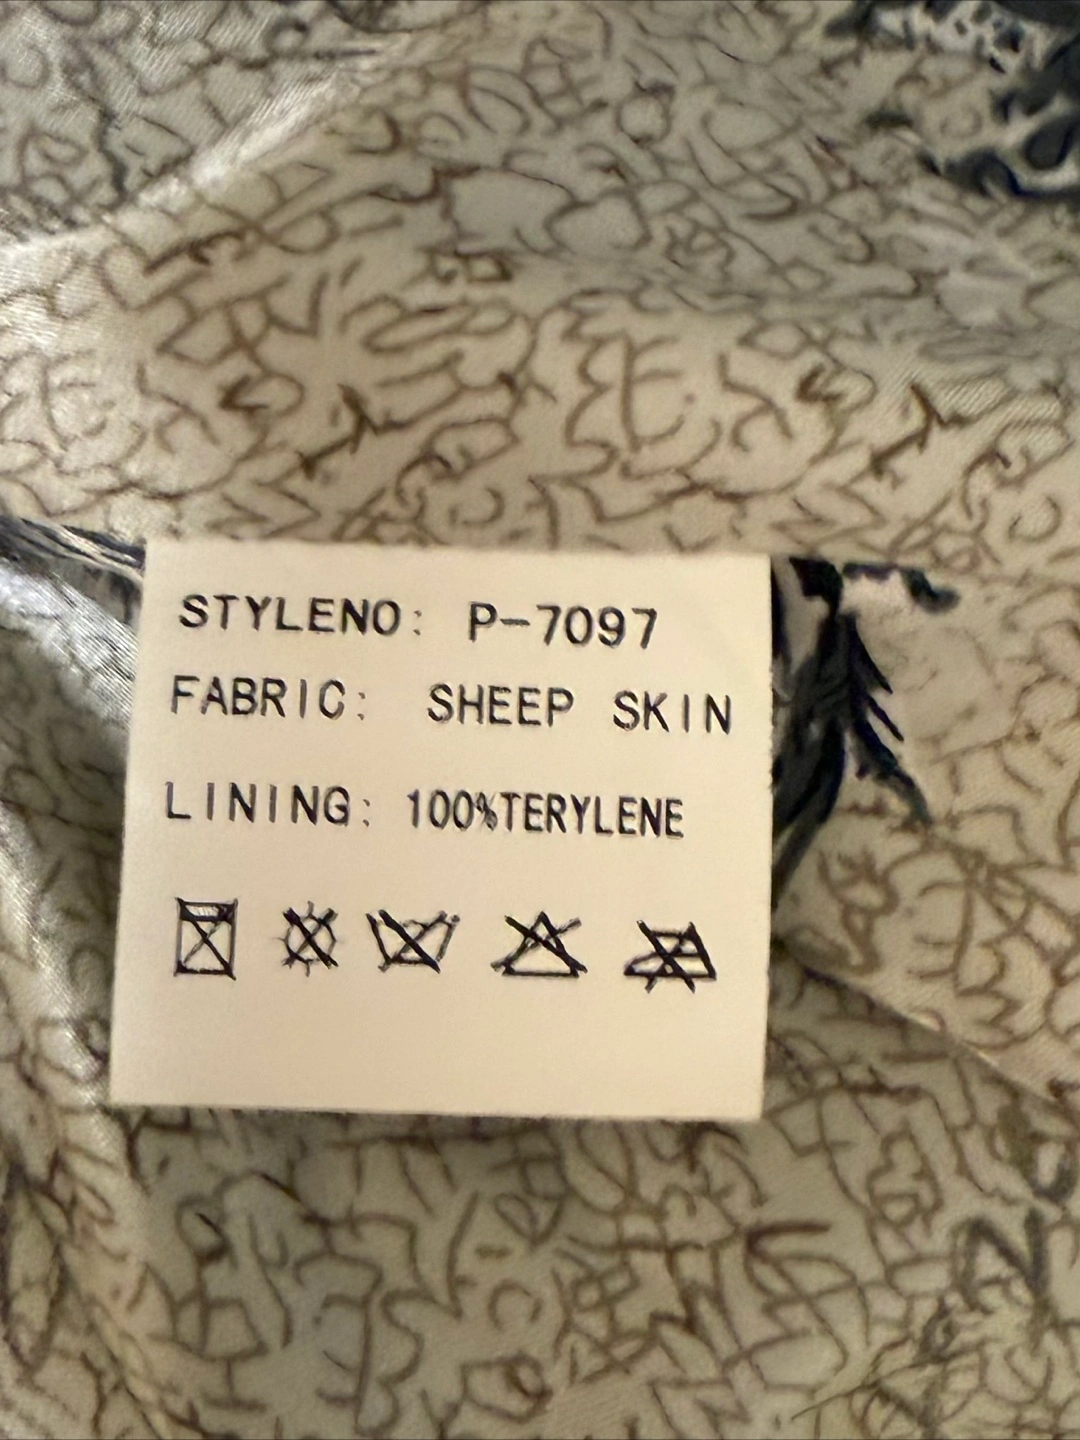 STYLENO: P-7097
FABRIC: SHEEP SKIN
LINING: 100%TERYLENE